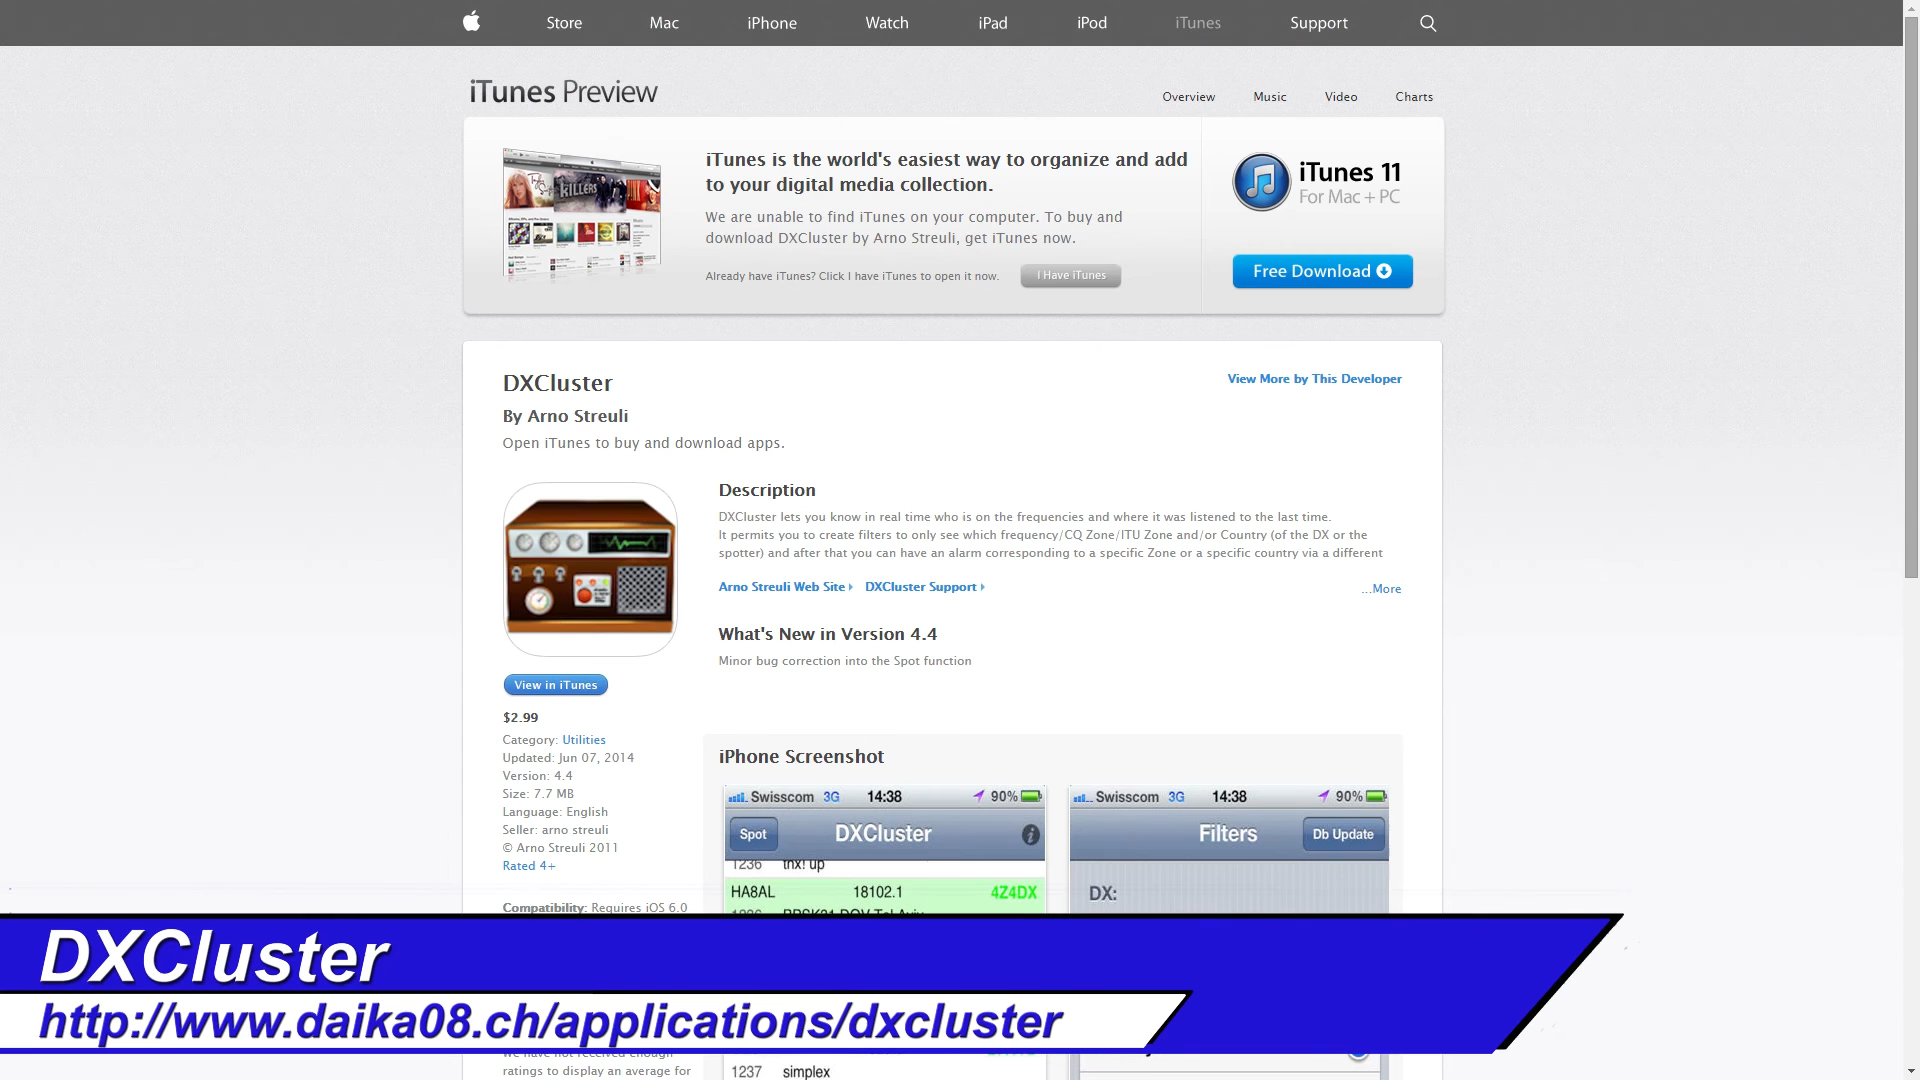 Store Mac iPhone Watch iPad iPod iTunes Support
iTunes Preview
Overview Music Video Charts
KILLERS
iTunes is the world's easiest way to organize and add
to your digital media collection.
We are unable to find iTunes on your computer. To buy and
download DXCluster by Arno Streuli, get iTunes now.
Already have iTunes? Click I have iTunes to open it now.
I Have iTunes
iTunes 11
For Mac + PC
Free Download
DXCluster
View More by This Developer
By Arno Streuli
Open iTunes to buy and download apps.
Description
DXCluster lets you know in real time who is on the frequencies and where it was listened to the last time.
It permits you to create filters to only see which frequency/CQ Zone/ITU Zone and/or Country (of the DX or the
spotter) and after that you can have an alarm corresponding to a specific Zone or a specific country via a different
Arno Streuli Web Site DXCluster Support
...More
What's New in Version 4.4
Minor bug correction into the Spot function
View in iTunes
$2.99
Category: Utilities
Updated: Jun 07, 2014
Version: 4.4
Size: 7.7 MB
Language: English
Seller: arno streuli
© Arno Streuli 2011
Rated 4+
Compatibility: Requires iOS 6.0
iPhone Screenshot
Swisscom 3G 14:38 90%
Spot DXCluster
1236 tnx! up
HA8AL 18102.1 4Z4DX
Swisscom 3G 14:38 90%
Filters Db Update
DX:
DXCluster
http://www.daika08.ch/applications/dxcluster
We have not received enough
ratings to display an average for
1237 simplex